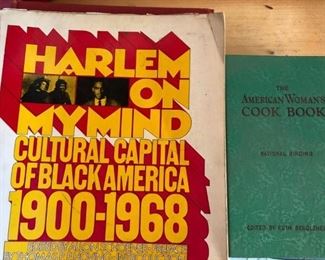 HARLEM
ON
MY MIND
CULTURAL CAPITAL
OF BLACK AMERICA
1900-1968
THE
AMERICAN WOMAN'S
COOK BOOK
NATIONAL BINDING
EDITED BY RUTH BEROLZHEI